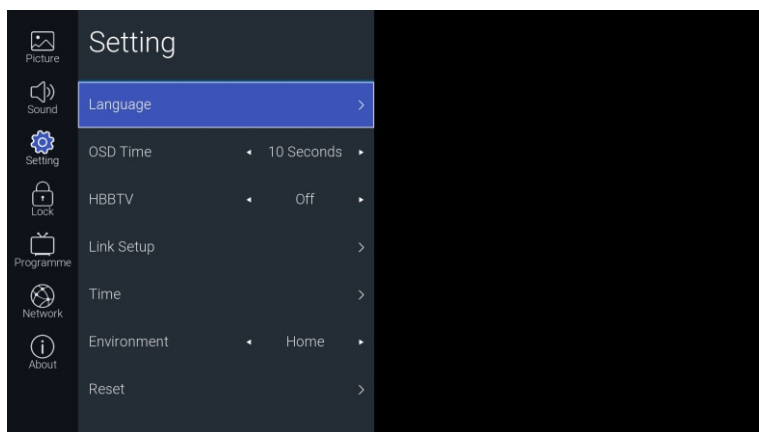 Picture
Sound
Setting
Lock
Programme
Network
About
Setting
Language
OSD Time 10 Seconds
HBBTV Off
Link Setup
Time
Environment Home
Reset